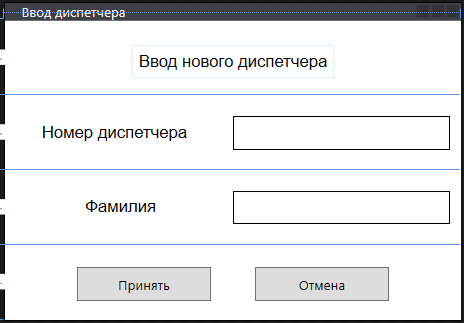 Ввод диспетчера
Ввод нового диспетчера
Номер диспетчера
Фамилия
Принять Отмена